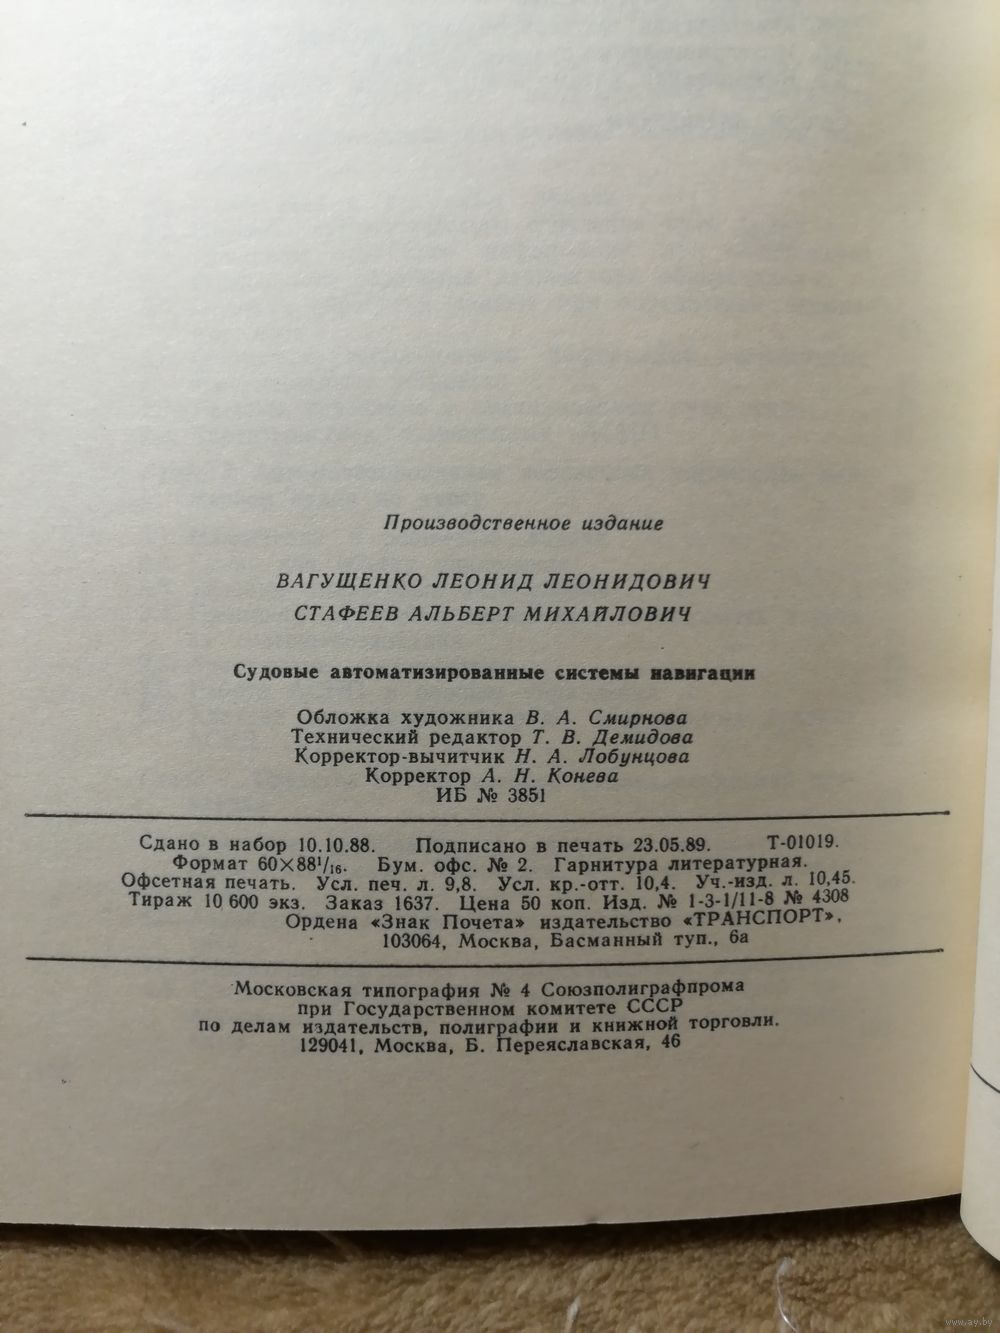 Производственное издание
ВАГУЩЕНКО ЛЕОНИД ЛЕОНИДОВИЧ
СТАФЕЕВ АЛЬБЕРТ МИХАЙЛОВИЧ
Судовые автоматизированные системы навигации
Обложка художника В. А. Смирнова
Технический редактор Т. В. Демидова
Корректор-вычитчик Н. А. Лобунцова
Корректор А. Н. Конева
ИБ № 3851
Сдано в набор 10.10.88. Подписано в печать 23.05.89. Т-01019.
Формат 60×88¹/₁₆. Бум. офс. № 2. Гарнитура литературная.
Офсетная печать. Усл. печ. л. 9,8. Усл. кр.-отт. 10,4. Уч.-изд. л. 10,45.
Тираж 10 600 экз. Заказ 1637. Цена 50 коп. Изд. № 1-3-1/11-8 № 4308
Ордена «Знак Почета» издательство «ТРАНСПОРТ»,
103064, Москва, Басманный туп., 6а
Московская типография № 4 Союзполиграфпрома
при Государственном комитете СССР
по делам издательств, полиграфии и книжной торговли.
129041, Москва, Б. Переяславская, 46
www.ay.by